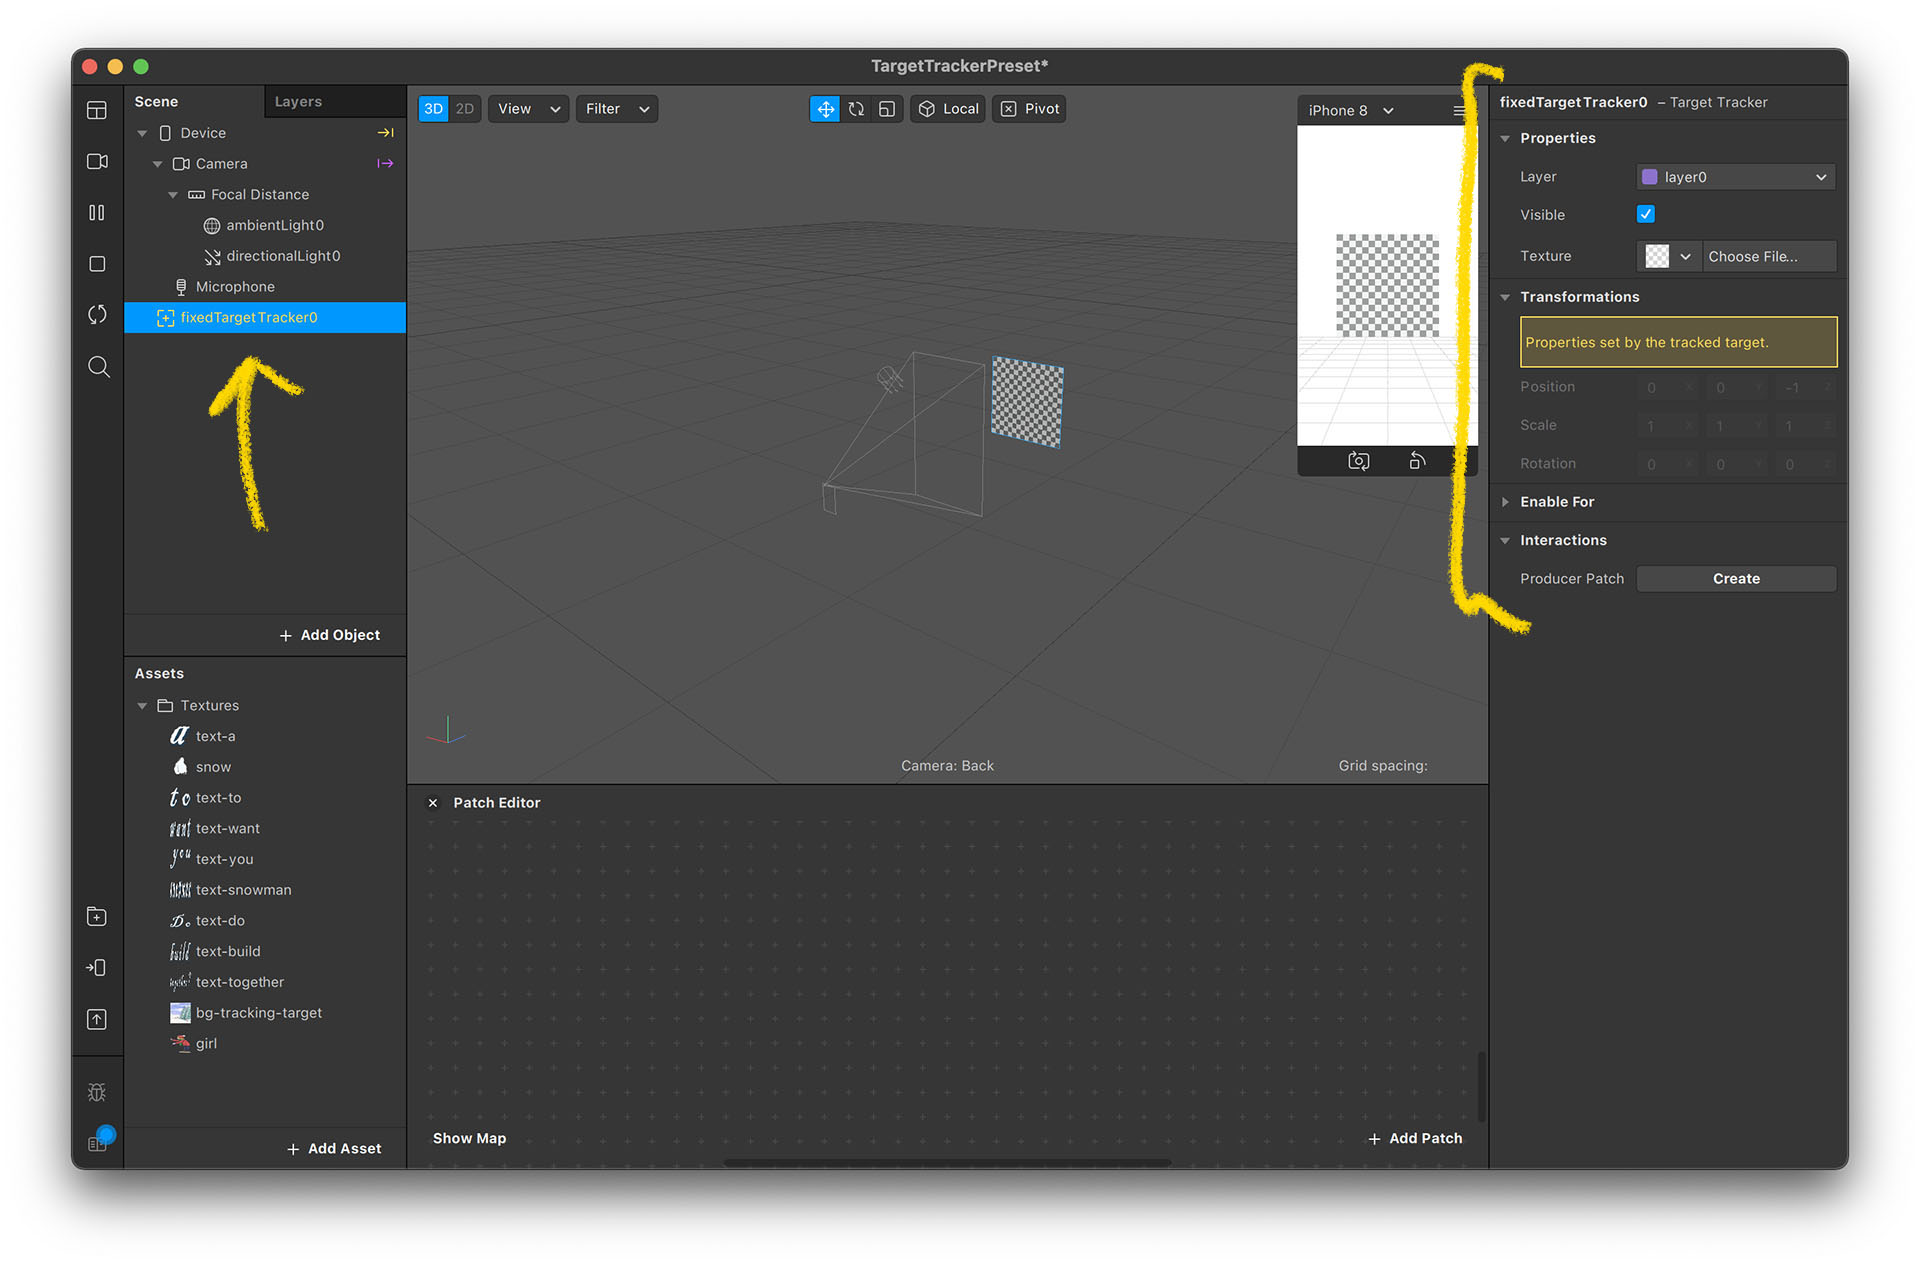 TargetTrackerPreset*
Scene
Layers
Device
Camera
Focal Distance
ambientLight0
directionalLight0
Microphone
fixedTargetTracker0
+ Add Object
Assets
Textures
text-a
snow
text-to
text-want
text-you
text-snowman
text-do
text-build
text-together
bg-tracking-target
girl
+ Add Asset
3D 2D View Filter
Local Pivot
iPhone 8
Camera: Back
Grid spacing:
Patch Editor
Show Map
+ Add Patch
fixedTargetTracker0 – Target Tracker
Properties
Layer layer0
Visible
Texture Choose File...
Transformations
Properties set by the tracked target.
Position 0 X 0 Y -1 Z
Scale 1 X 1 Y 1 Z
Rotation 0 X 0 Y 0 Z
Enable For
Interactions
Producer Patch Create